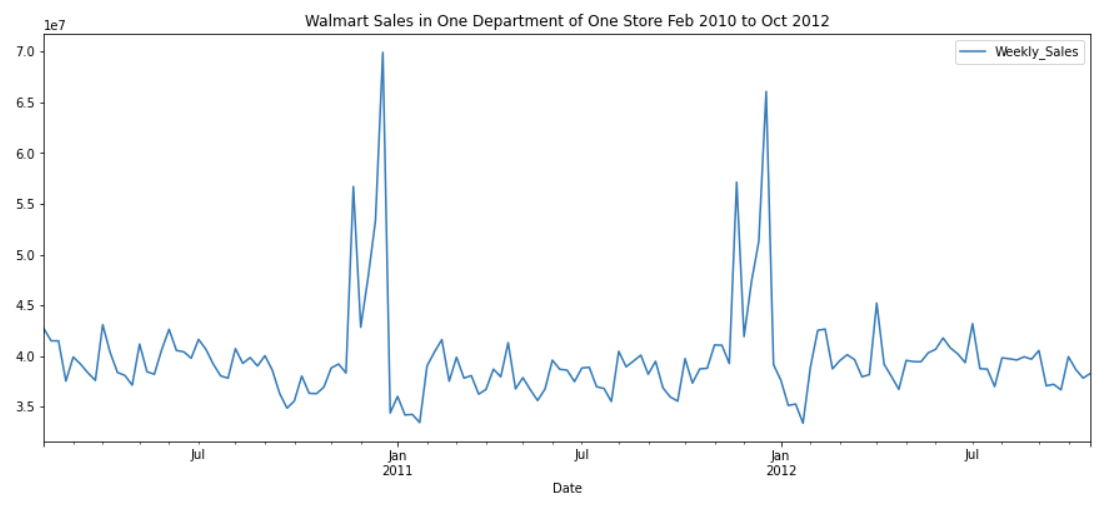 Walmart Sales in One Department of One Store Feb 2010 to Oct 2012
1e7
Weekly_Sales
7.0
6.5
6.0
5.5
5.0
4.5
4.0
3.5
Jul Jan Jul Jan Jul
2011 2012
Date